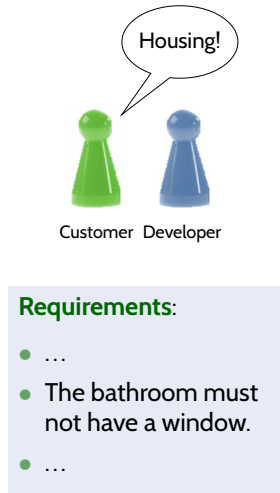 Housing!
Customer Developer
Requirements:
• …
• The bathroom must
not have a window.
• …